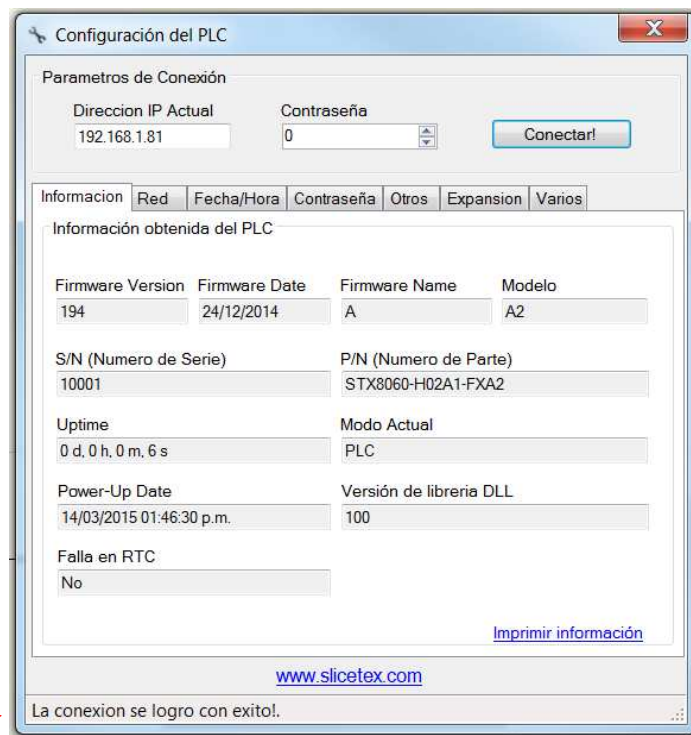 Configuración del PLC
Parametros de Conexión
Direccion IP Actual Contraseña
192.168.1.81 0 Conectar!
Informacion Red Fecha/Hora Contraseña Otros Expansion Varios
Información obtenida del PLC
Firmware Version Firmware Date Firmware Name Modelo
194 24/12/2014 A A2
S/N (Numero de Serie) P/N (Numero de Parte)
10001 STX8060-H02A1-FXA2
Uptime Modo Actual
0 d, 0 h, 0 m, 6 s PLC
Power-Up Date Versión de libreria DLL
14/03/2015 01:46:30 p.m. 100
Falla en RTC
No
Imprimir información
www.slicetex.com
La conexion se logro con exito!.